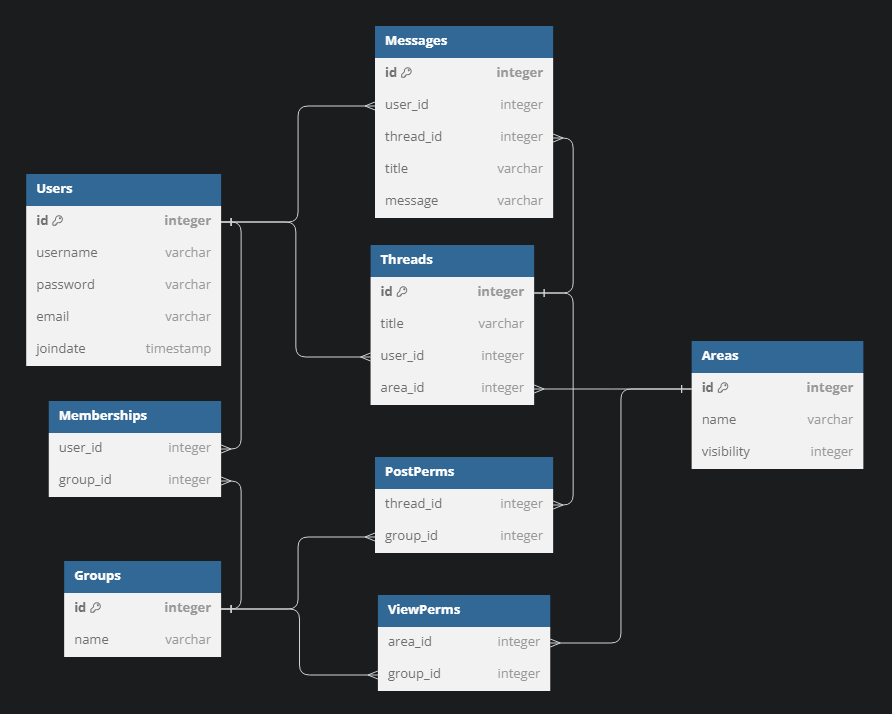 Messages
id integer
user_id integer
thread_id integer
title varchar
message varchar
Users
id integer
username varchar
password varchar
email varchar
joindate timestamp
Threads
id integer
title varchar
user_id integer
area_id integer
Areas
id integer
name varchar
visibility integer
Memberships
user_id integer
group_id integer
PostPerms
thread_id integer
group_id integer
Groups
id integer
name varchar
ViewPerms
area_id integer
group_id integer